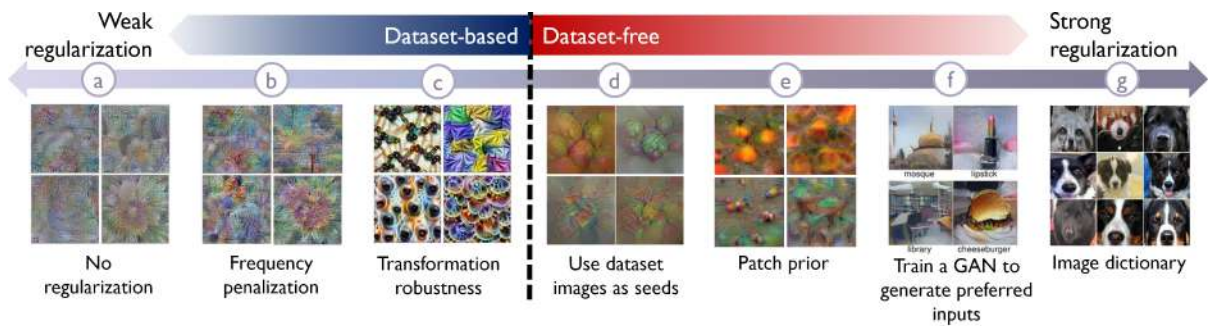 Weak
regularization
Dataset-based
Dataset-free
Strong
regularization
a
b
c
d
e
f
g
mosque
lipstick
library
cheeseburger
No
regularization
Frequency
penalization
Transformation
robustness
Use dataset
images as seeds
Patch prior
Train a GAN to
generate preferred
inputs
Image dictionary